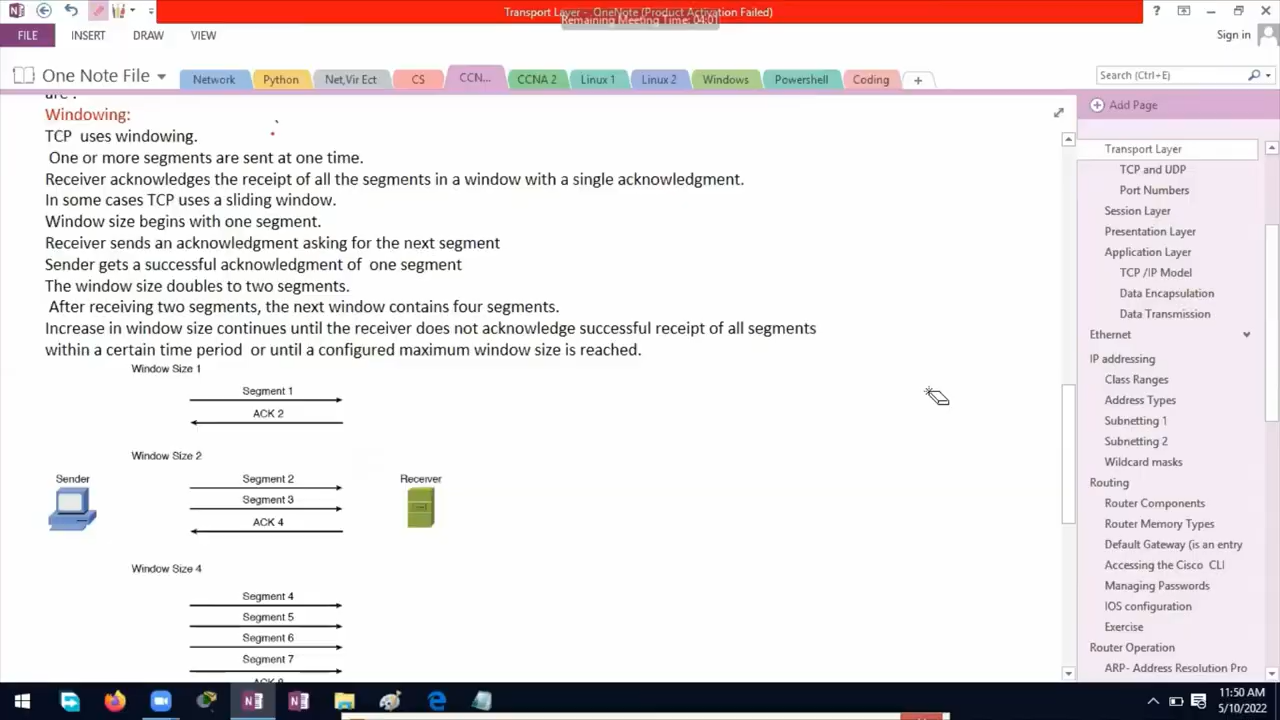 Transport Layer - OneNote (Product Activation Failed)
Remaining Meeting Time: 04:01
FILE INSERT DRAW VIEW
Sign in
One Note File
Network Python Net,Vir Ect CS CCN... CCNA 2 Linux 1 Linux 2 Windows Powershell Coding +
Search (Ctrl+E)
are :
Windowing:
TCP uses windowing.
One or more segments are sent at one time.
Receiver acknowledges the receipt of all the segments in a window with a single acknowledgment.
In some cases TCP uses a sliding window.
Window size begins with one segment.
Receiver sends an acknowledgment asking for the next segment
Sender gets a successful acknowledgment of one segment
The window size doubles to two segments.
After receiving two segments, the next window contains four segments.
Increase in window size continues until the receiver does not acknowledge successful receipt of all segments
within a certain time period or until a configured maximum window size is reached.
Window Size 1
Segment 1
ACK 2
Window Size 2
Sender
Segment 2
Receiver
Segment 3
ACK 4
Window Size 4
Segment 4
Segment 5
Segment 6
Segment 7
Add Page
Transport Layer
TCP and UDP
Port Numbers
Session Layer
Presentation Layer
Application Layer
TCP /IP Model
Data Encapsulation
Data Transmission
Ethernet
IP addressing
Class Ranges
Address Types
Subnetting 1
Subnetting 2
Wildcard masks
Routing
Router Components
Router Memory Types
Default Gateway (is an entry
Accessing the Cisco CLI
Managing Passwords
IOS configuration
Exercise
Router Operation
ARP- Address Resolution Pro
11:50 AM
5/10/2022